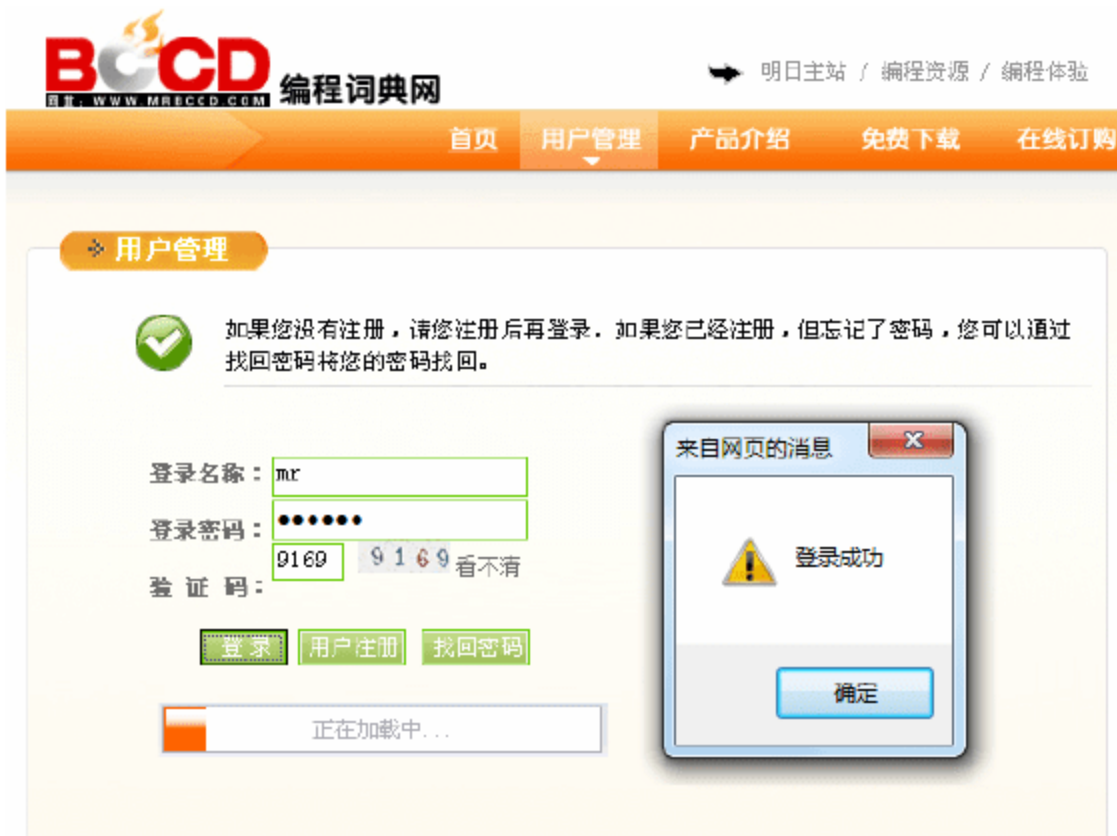 BCCD
WWW.MRBCCD.COM
编程词典网
明日主站 / 编程资源 / 编程体验
首页 用户管理 产品介绍 免费下载 在线订购
用户管理
如果您没有注册，请您注册后再登录．如果您已经注册，但忘记了密码，您可以通过
找回密码将您的密码找回。
来自网页的消息
登录名称： mr
登录密码： ●●●●●●
验 证 码： 9169 9169 看不清
登录成功
登 录 用户注册 找回密码
确定
正在加载中...